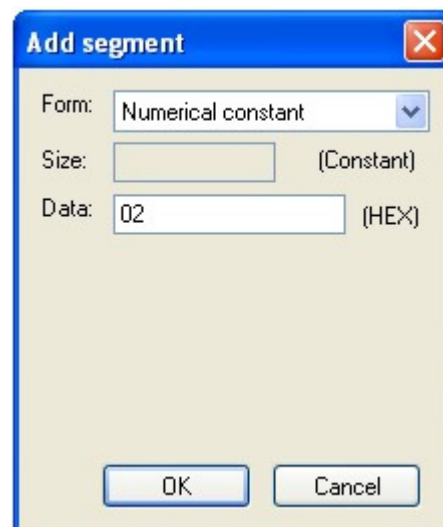 Add segment
Form: Numerical constant
Size: (Constant)
Data: 02 (HEX)
OK Cancel